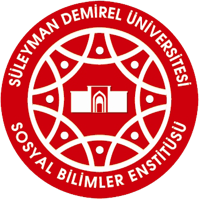 SÜLEYMAN DEMİREL ÜNİVERSİTESİ
SOSYAL BİLİMLER ENSTİTÜSÜ